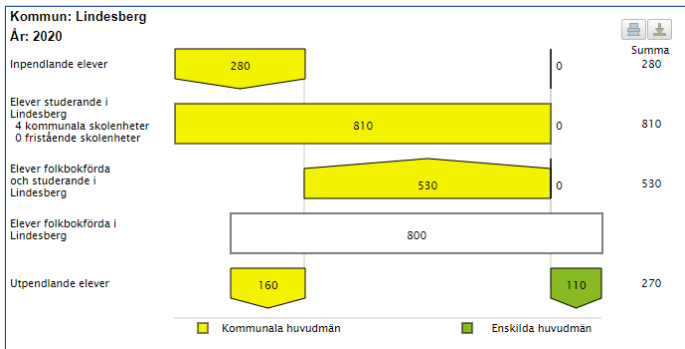 Kommun: Lindesberg
År: 2020
Summa
Inpendlande elever
280
0
280
Elever studerande i
Lindesberg
4 kommunala skolenheter
0 fristående skolenheter
810
0
810
Elever folkbokförda
och studerande i
Lindesberg
530
0
530
Elever folkbokförda i
Lindesberg
800
Utpendlande elever
160
110
270
Kommunala huvudmän
Enskilda huvudmän